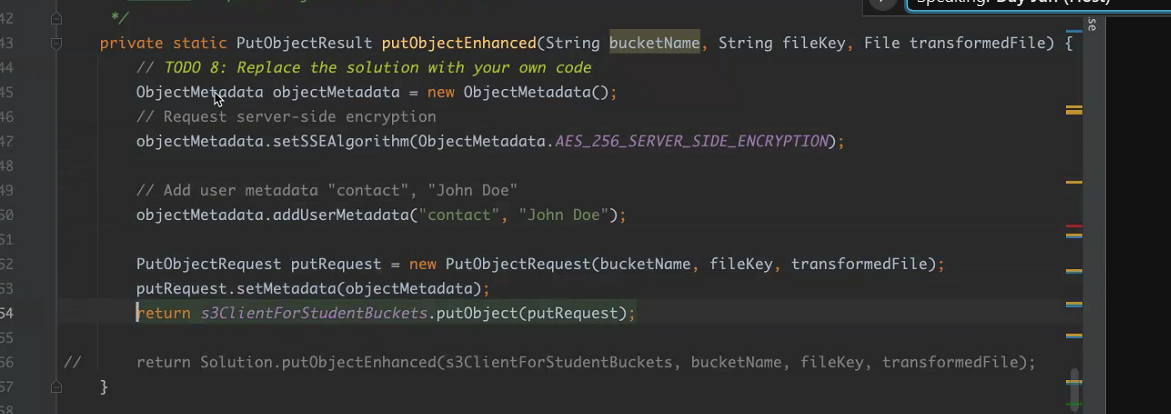 Speaking:
42 */
43 private static PutObjectResult putObjectEnhanced(String bucketName, String fileKey, File transformedFile) {
44 // TODO 8: Replace the solution with your own code
45 ObjectMetadata objectMetadata = new ObjectMetadata();
46 // Request server-side encryption
47 objectMetadata.setSSEAlgorithm(ObjectMetadata.AES_256_SERVER_SIDE_ENCRYPTION);
48
49 // Add user metadata "contact", "John Doe"
50 objectMetadata.addUserMetadata("contact", "John Doe");
51
52 PutObjectRequest putRequest = new PutObjectRequest(bucketName, fileKey, transformedFile);
53 putRequest.setMetadata(objectMetadata);
54 return s3ClientForStudentBuckets.putObject(putRequest);
55
56 // return Solution.putObjectEnhanced(s3ClientForStudentBuckets, bucketName, fileKey, transformedFile);
57 }
58
se